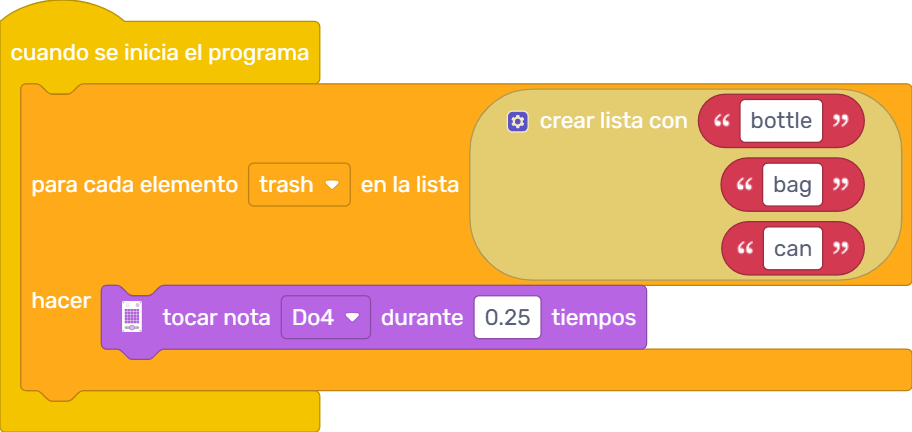 cuando se inicia el programa
crear lista con “ bottle ”
para cada elemento trash en la lista “ bag ”
“ can ”
hacer tocar nota Do4 durante 0.25 tiempos